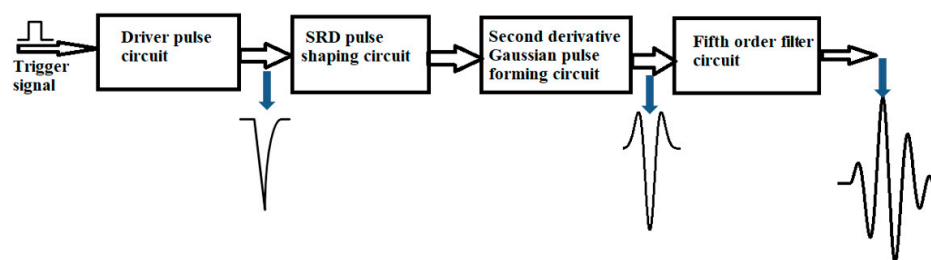 Trigger
signal
Driver pulse
circuit
SRD pulse
shaping circuit
Second derivative
Gaussian pulse
forming circuit
Fifth order filter
circuit